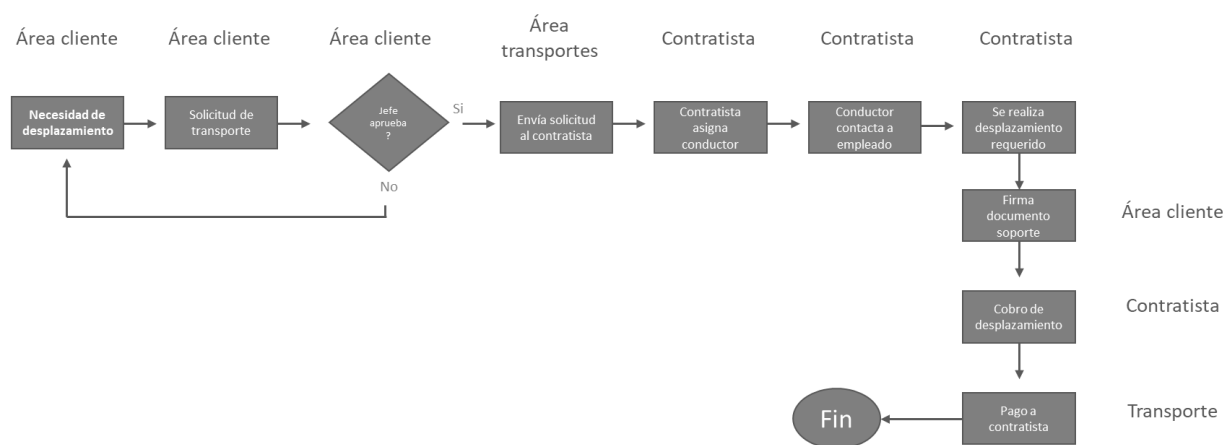 Área cliente
Área cliente
Área cliente
Área
transportes
Contratista
Contratista
Contratista
Necesidad de
desplazamiento
Solicitud de
transporte
Jefe
aprueba
?
Si
No
Envía solicitud
al contratista
Contratista
asigna
conductor
Conductor
contacta a
empleado
Se realiza
desplazamiento
requerido
Firma
documento
soporte
Área cliente
Cobro de
desplazamiento
Contratista
Fin
Pago a
contratista
Transporte